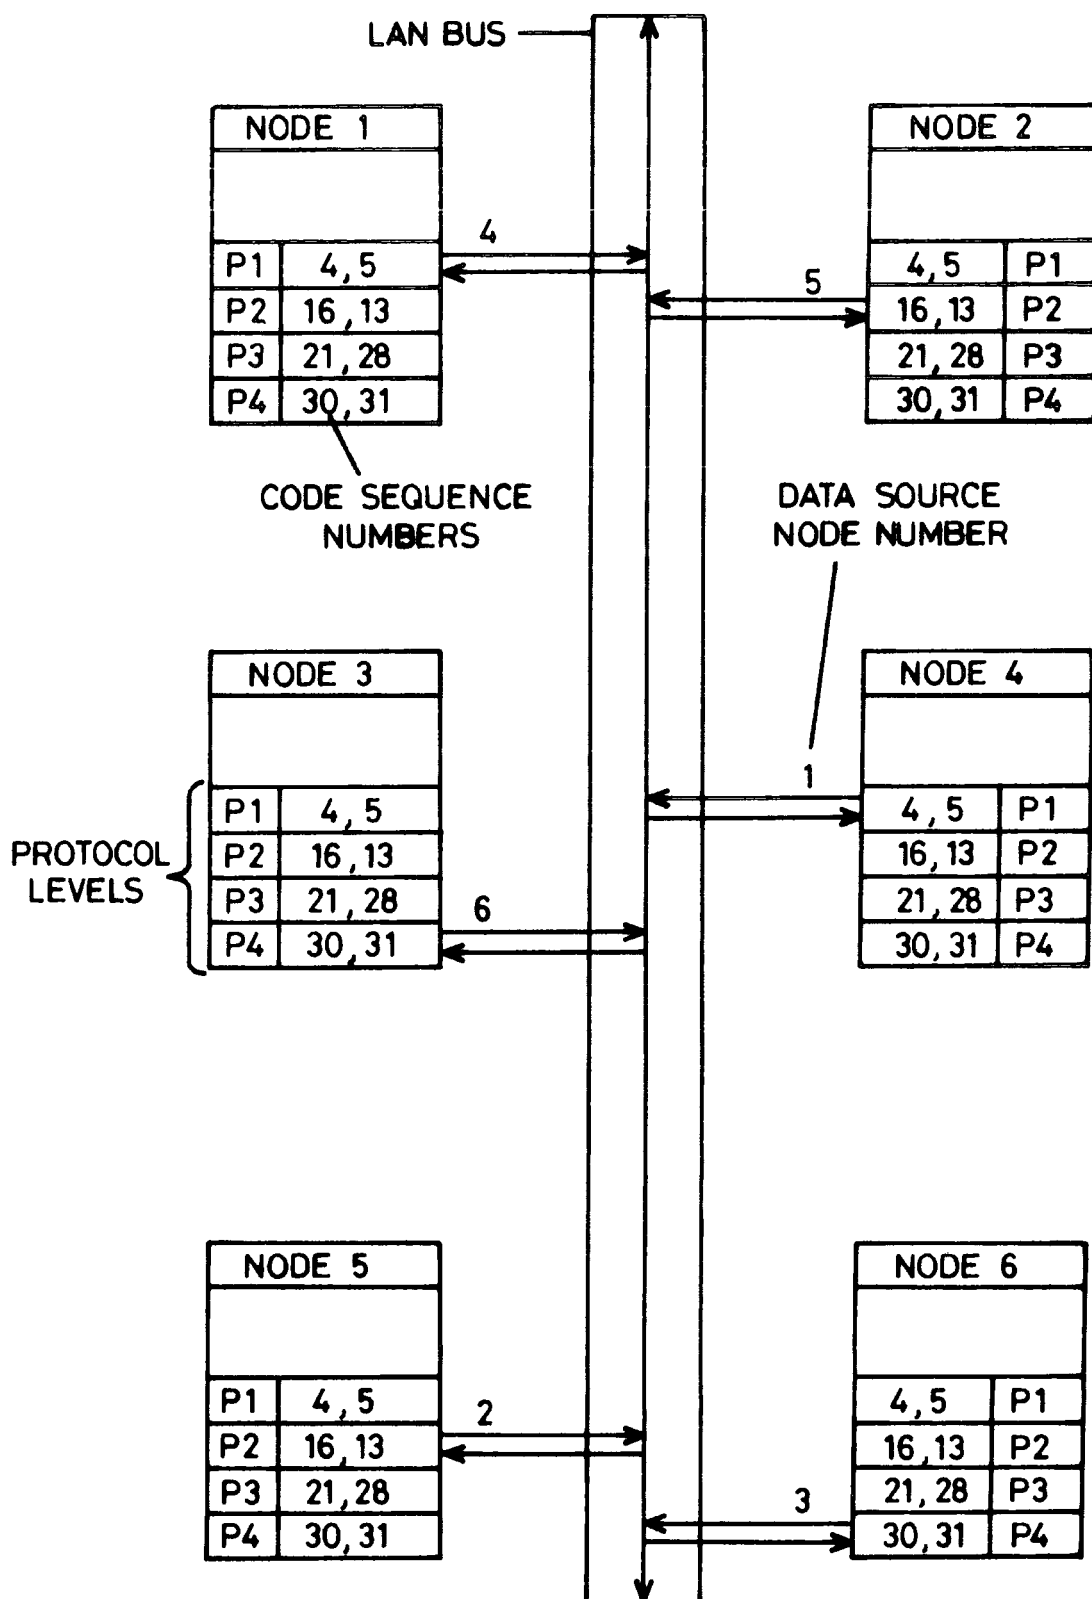 LAN BUS
NODE 1
P1 4,5
P2 16,13
P3 21,28
P4 30,31
4
NODE 2
4,5 P1
16,13 P2
21,28 P3
30,31 P4
5
CODE SEQUENCE
NUMBERS
DATA SOURCE
NODE NUMBER
NODE 3
P1 4,5
P2 16,13
P3 21,28
P4 30,31
6
PROTOCOL
LEVELS
NODE 4
4,5 P1
16,13 P2
21,28 P3
30,31 P4
1
NODE 5
P1 4,5
P2 16,13
P3 21,28
P4 30,31
2
NODE 6
4,5 P1
16,13 P2
21,28 P3
30,31 P4
3